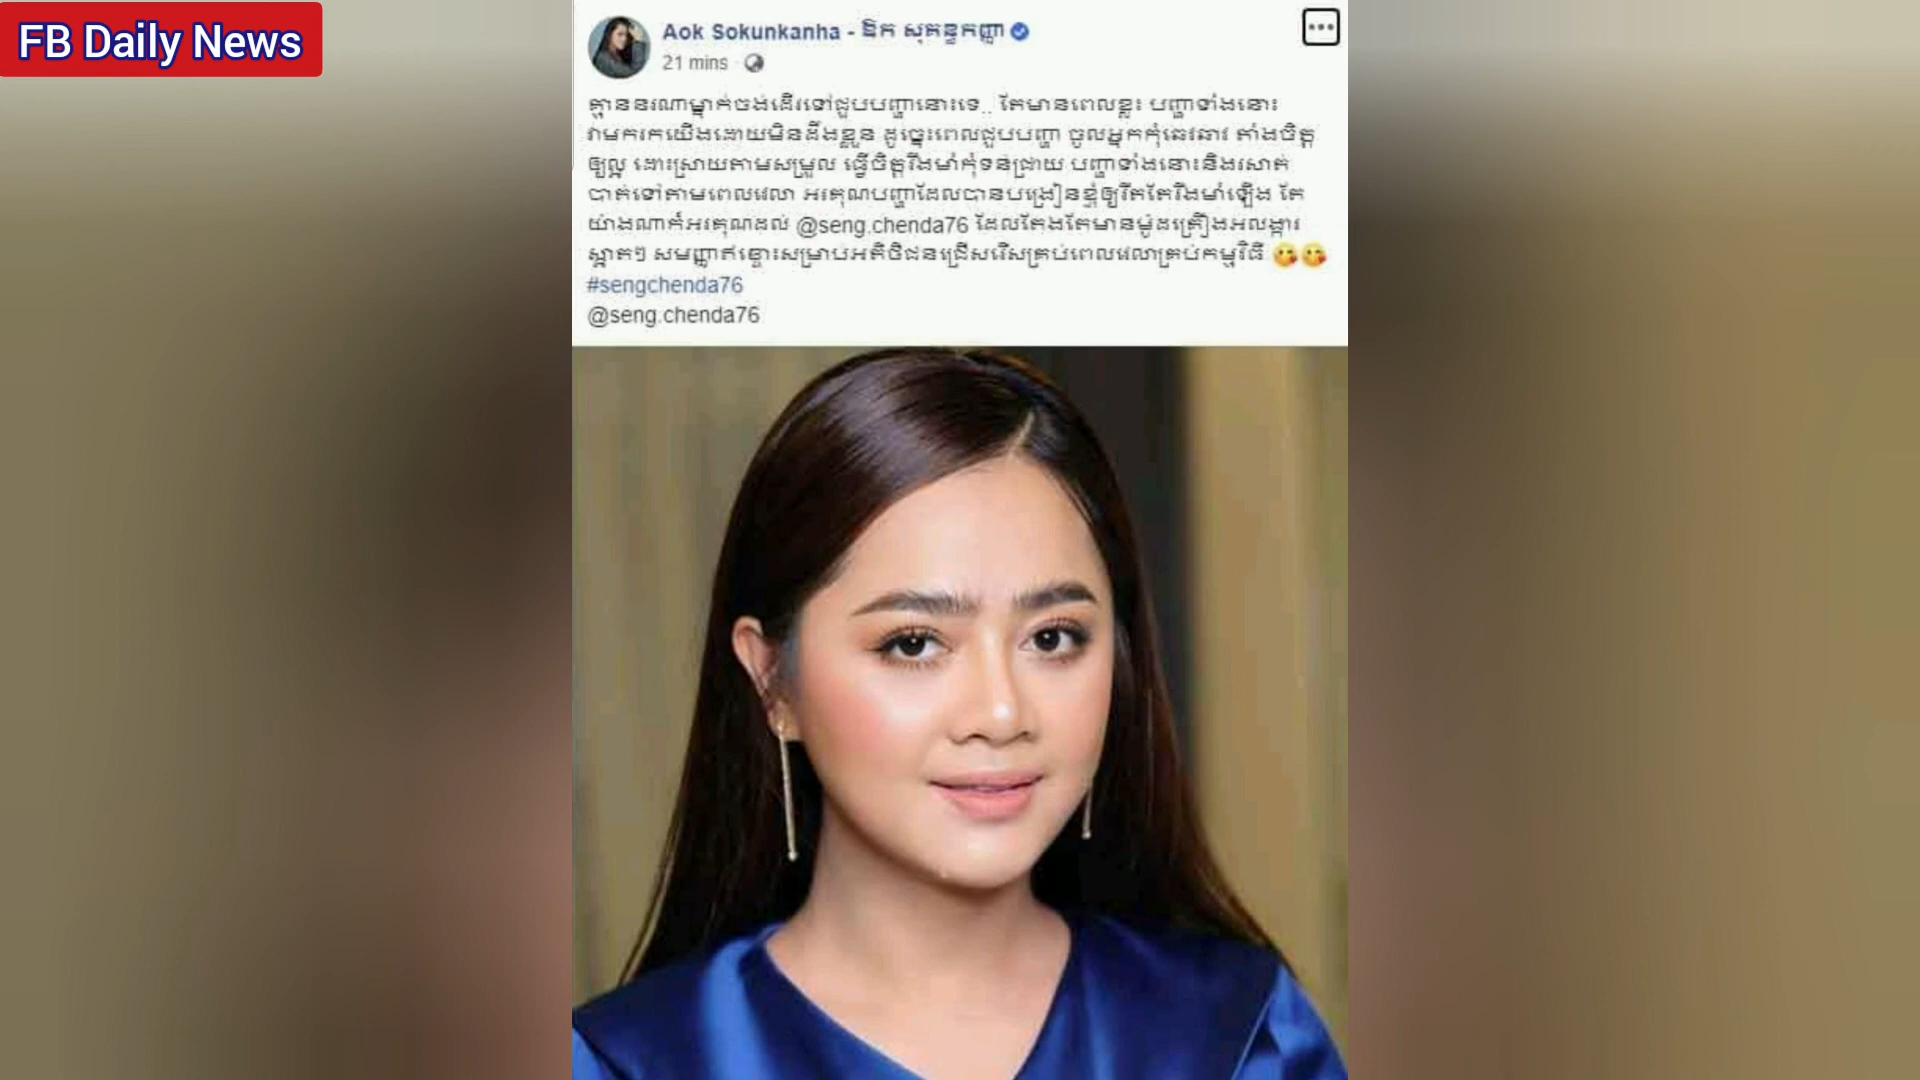 FB Daily News
Aok Sokunkanha - ឱក សុគន្ធកញ្ញា
21 mins
គ្មាននរណាម្នាក់ចង់ដើរទៅជួបបញ្ហានោះទេ.. តែមានពេលខ្លះ បញ្ហាទាំងនោះ
វាមករកយើងដោយមិនដឹងខ្លួន ដូច្នេះពេលជួបបញ្ហា ចូលអ្នកកុំឆេវឆាវ តាំងចិត្ត
ឲ្យល្អ ដោះស្រាយតាមសម្រួល ធ្វើចិត្តរឹងមាំកុំទន់ជ្រាយ បញ្ហាទាំងនោះនិងរសាត់
បាត់ទៅតាមពេលវេលា អរគុណបញ្ហាដែលបានបង្រៀនខ្ញុំឲ្យរឹតតែរឹងមាំឡើង តែ
យ៉ាងណាក៏អរគុណដល់ @seng.chenda76 ដែលតែងតែមានម៉ូដគ្រឿងអលង្ការ
ស្អាតៗ សមញ្ញាឥន្ទ្រោះសម្រាប់អតិថិជនជ្រើសរើសគ្រប់ពេលវេលាគ្រប់កម្មវិធី 😘😘
#sengchenda76
@seng.chenda76